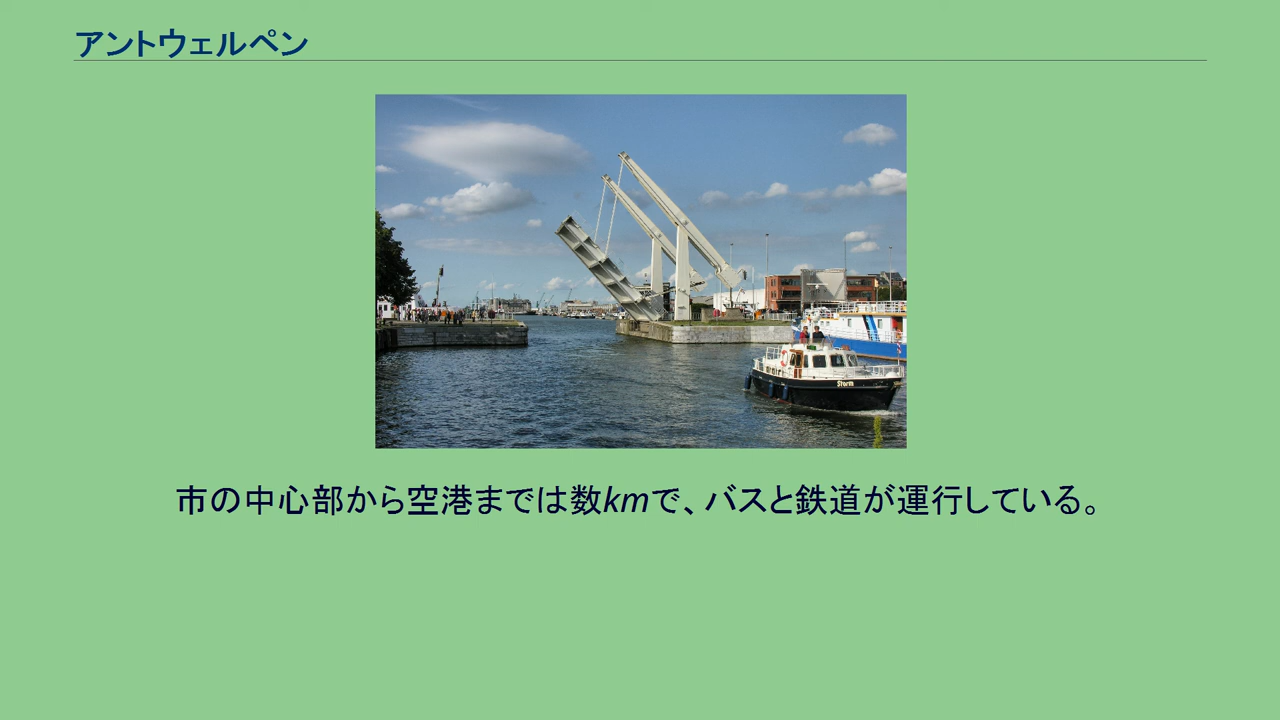 アントウェルペン
Storm
市の中心部から空港までは数kmで、バスと鉄道が運行している。